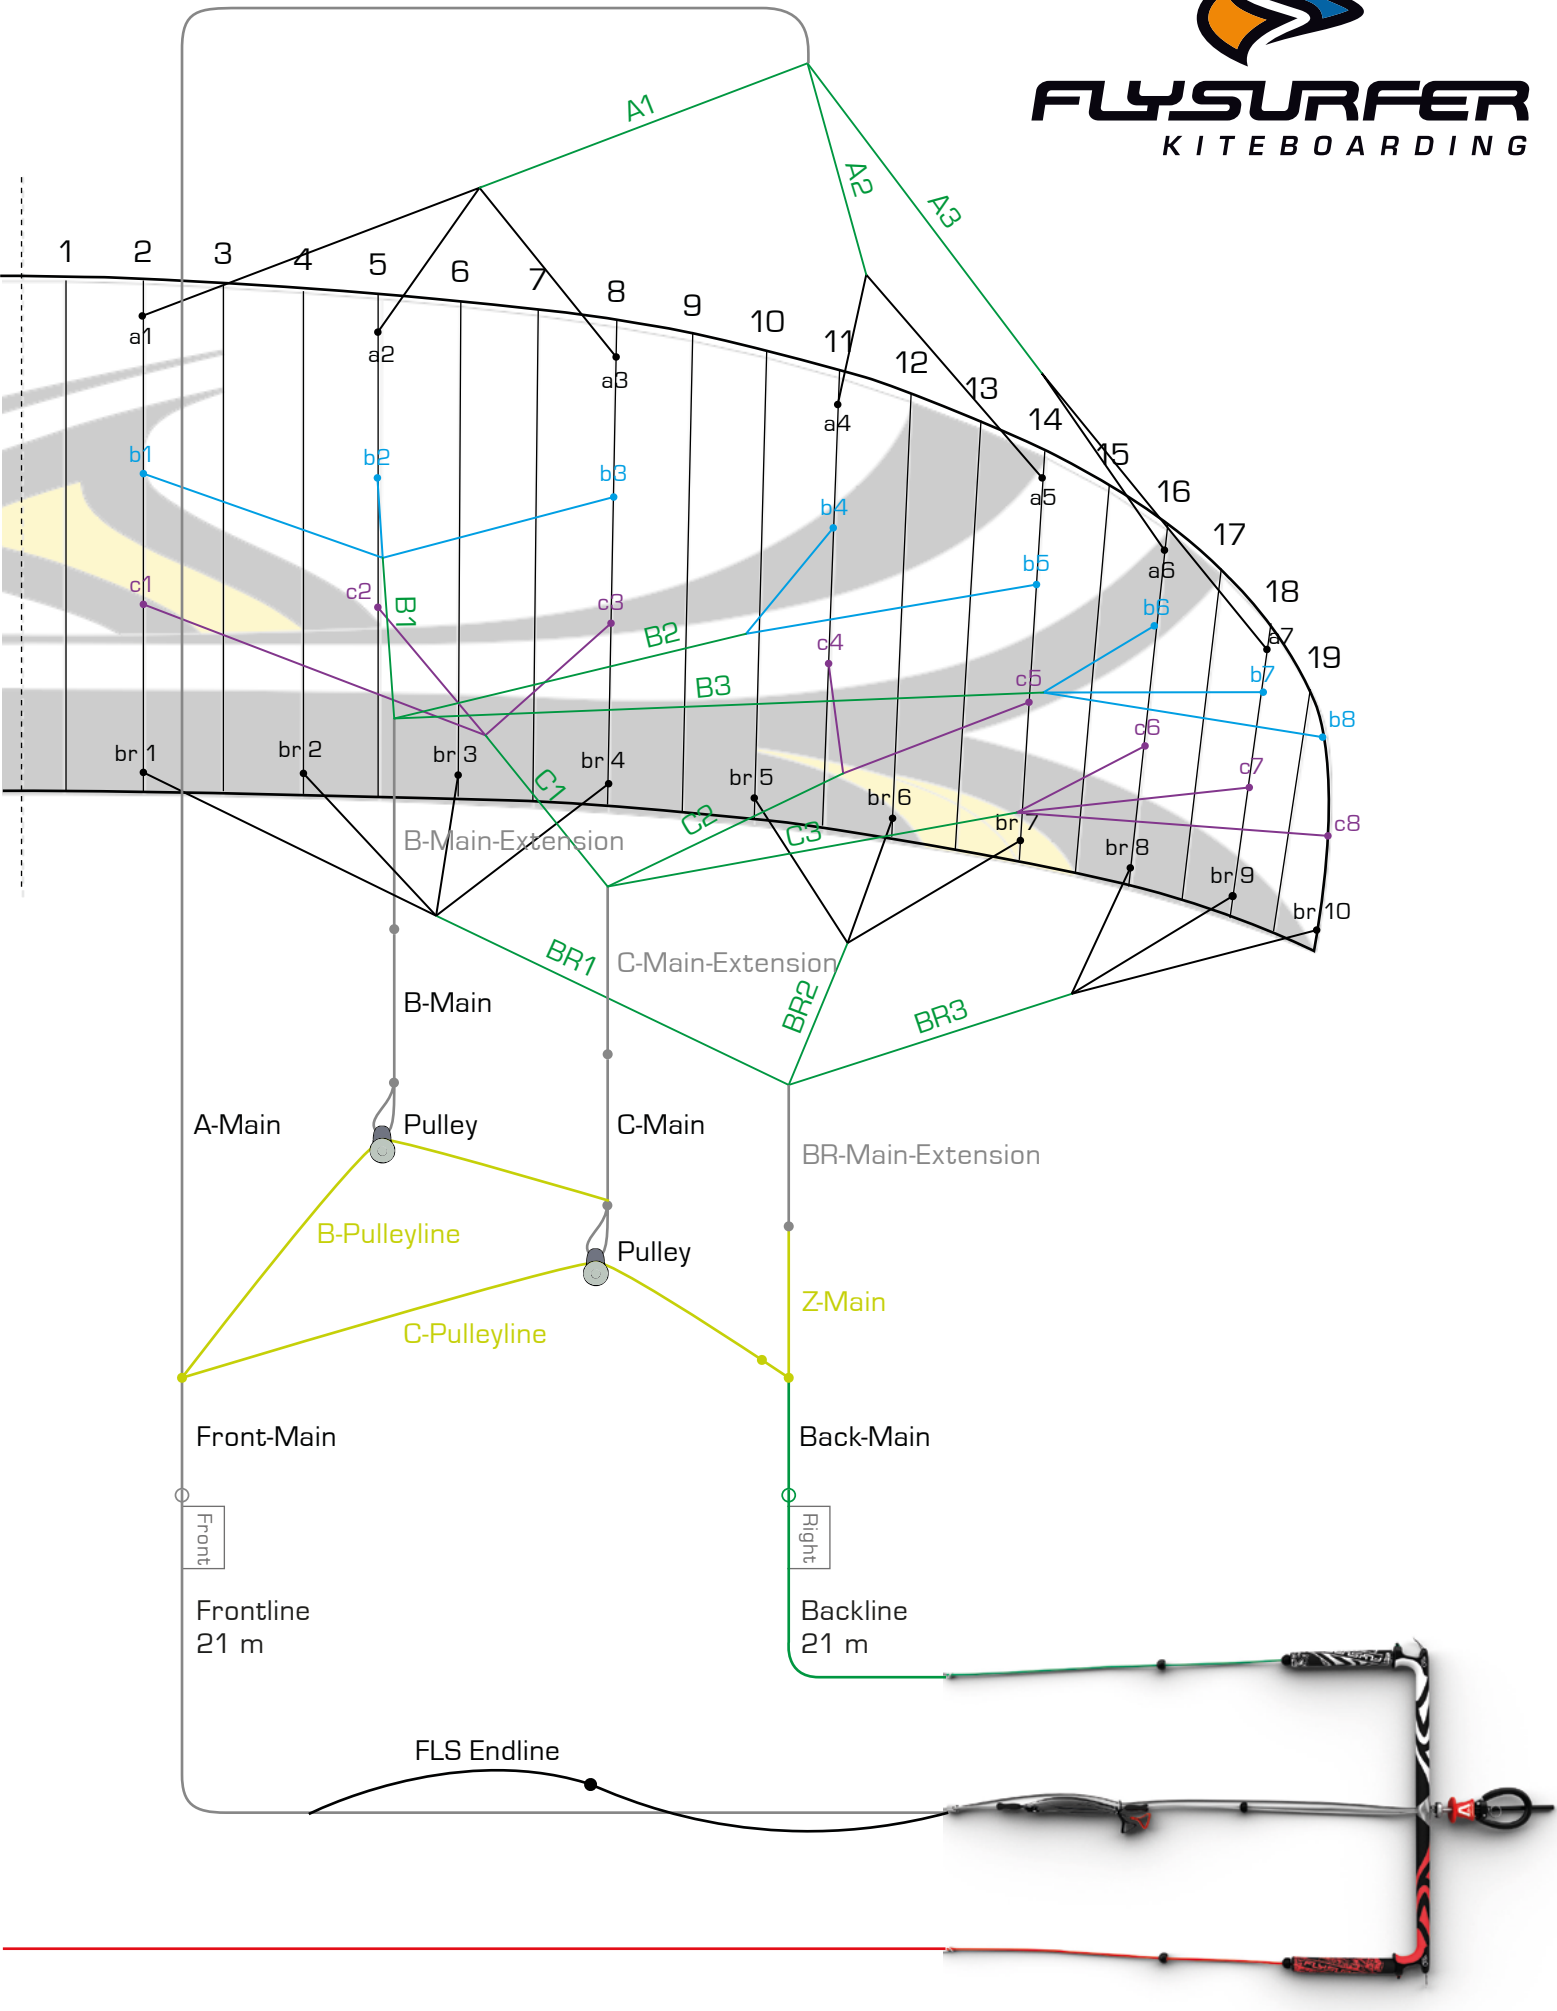 FLYSURFER
KITEBOARDING
A1
A2
A3
1
2
3
4
5
6
7
8
9
10
11
12
13
14
15
16
17
18
19
a1
a2
a3
a4
a5
a6
a7
b1
b2
b3
b4
b5
b6
b7
b8
c1
c2
c3
c4
c5
c6
c7
c8
B1
B2
B3
C1
C2
C3
br 1
br 2
br 3
br 4
br 5
br 6
br 7
br 8
br 9
br 10
B-Main-Extension
BR1
C-Main-Extension
BR2
BR3
B-Main
A-Main
Pulley
C-Main
BR-Main-Extension
B-Pulleyline
Pulley
Z-Main
C-Pulleyline
Front-Main
Back-Main
Front
Right
Frontline
21 m
Backline
21 m
FLS Endline